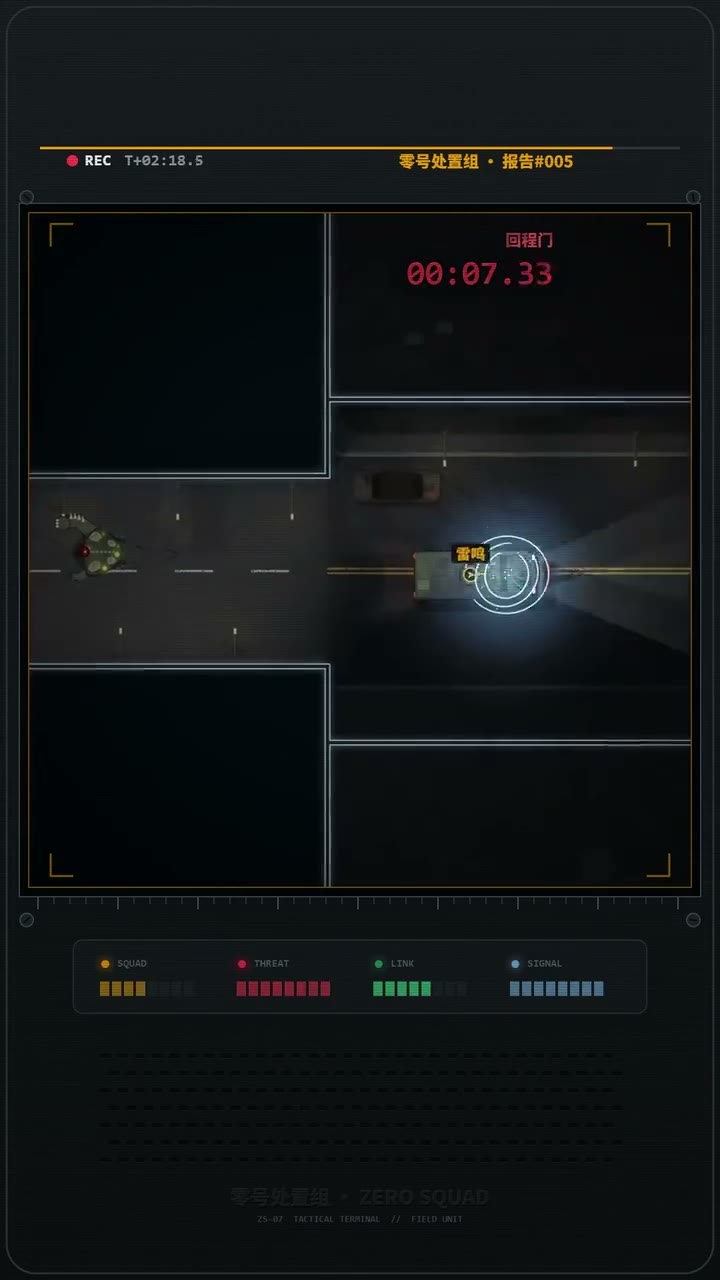 REC T+02:18.5 零号处置组 · 报告#005
回程门
00:07.33
雷鸣
SQUAD THREAT LINK SIGNAL
零号处置组 · ZERO SQUAD
ZS-07 TACTICAL TERMINAL // FIELD UNIT